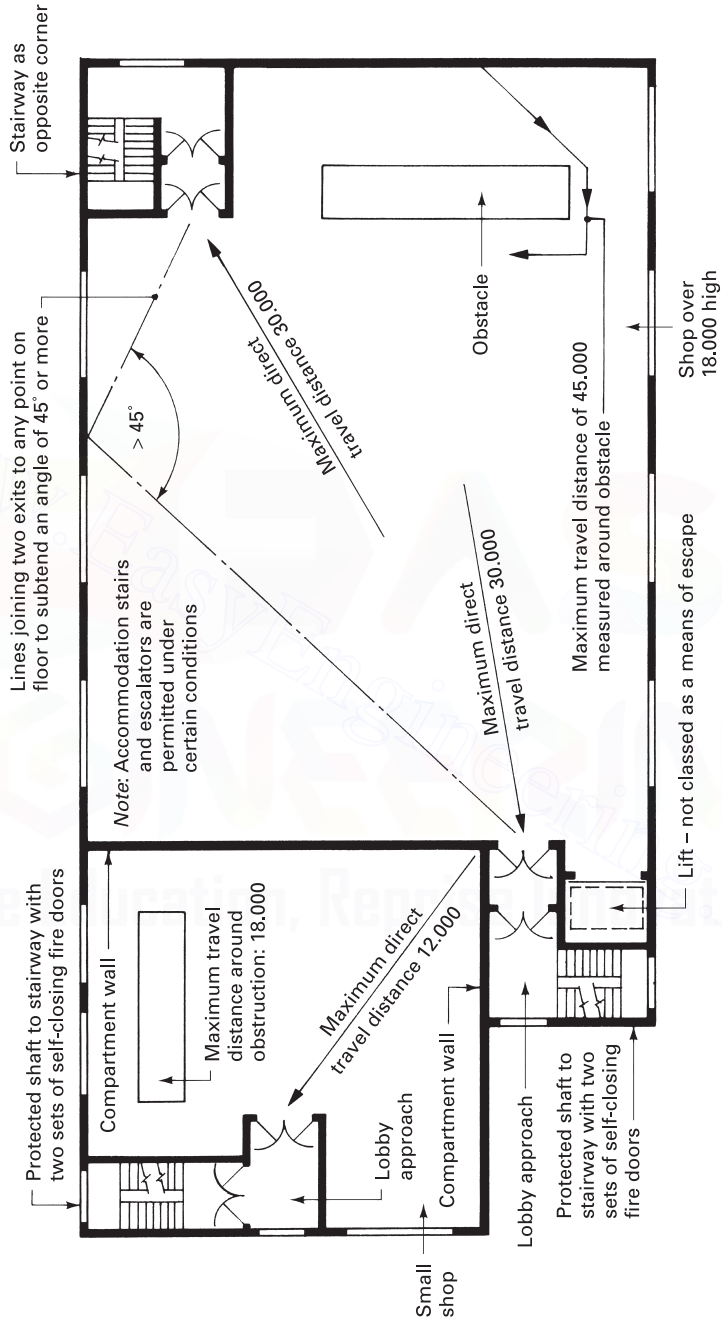 Protected shaft to stairway with
two sets of self-closing fire doors
Lines joining two exits to any point on
floor to subtend an angle of 45° or more
Stairway as
opposite corner
Compartment wall
Note: Accommodation stairs
and escalators are
permitted under
certain conditions
> 45°
Maximum travel
distance around
obstruction: 18.000
Maximum direct
travel distance 30.000
Maximum direct
travel distance 12.000
Lobby
approach
Compartment wall
Small
shop
Maximum direct
travel distance 30.000
Obstacle
Lobby approach
Protected shaft to
stairway with two
sets of self-closing
fire doors
Lift – not classed as a means of escape
Maximum travel distance of 45.000
measured around obstacle
Shop over
18.000 high